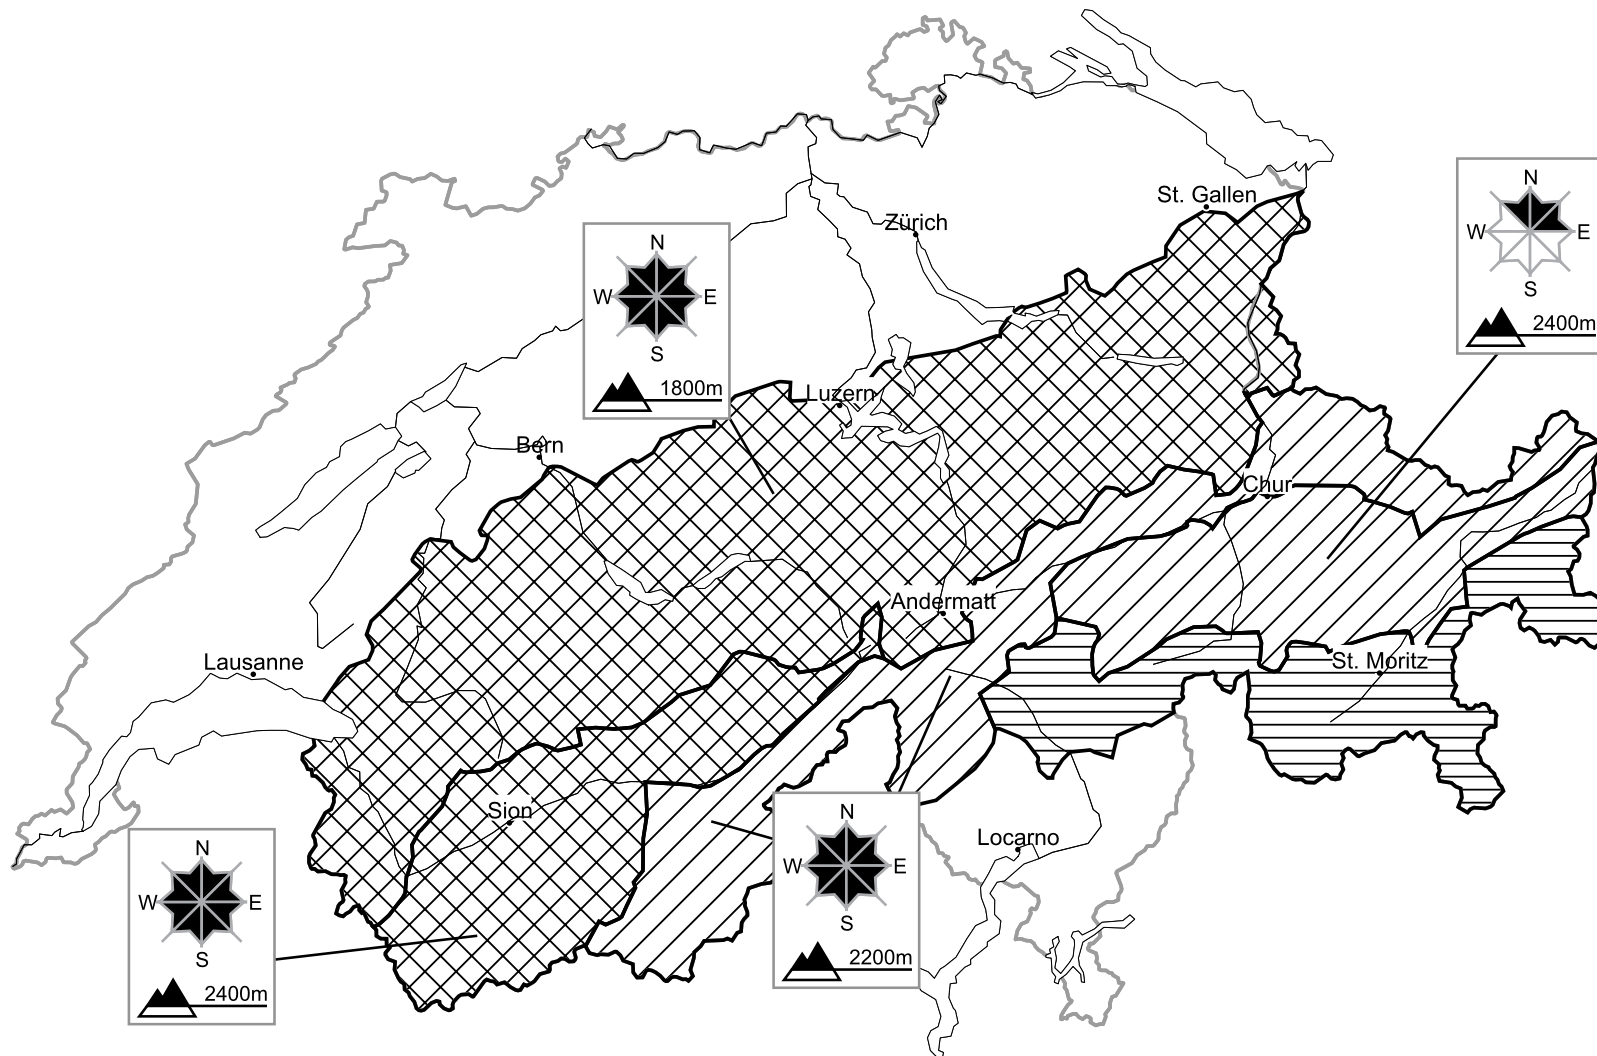 St. Gallen
Zürich
N
W E
S
2400m
N
W E
S
1800m
Luzern
Bern
Chur
Andermatt
Lausanne
St. Moritz
Sion
Locarno
N
W E
S
2200m
N
W E
S
2400m